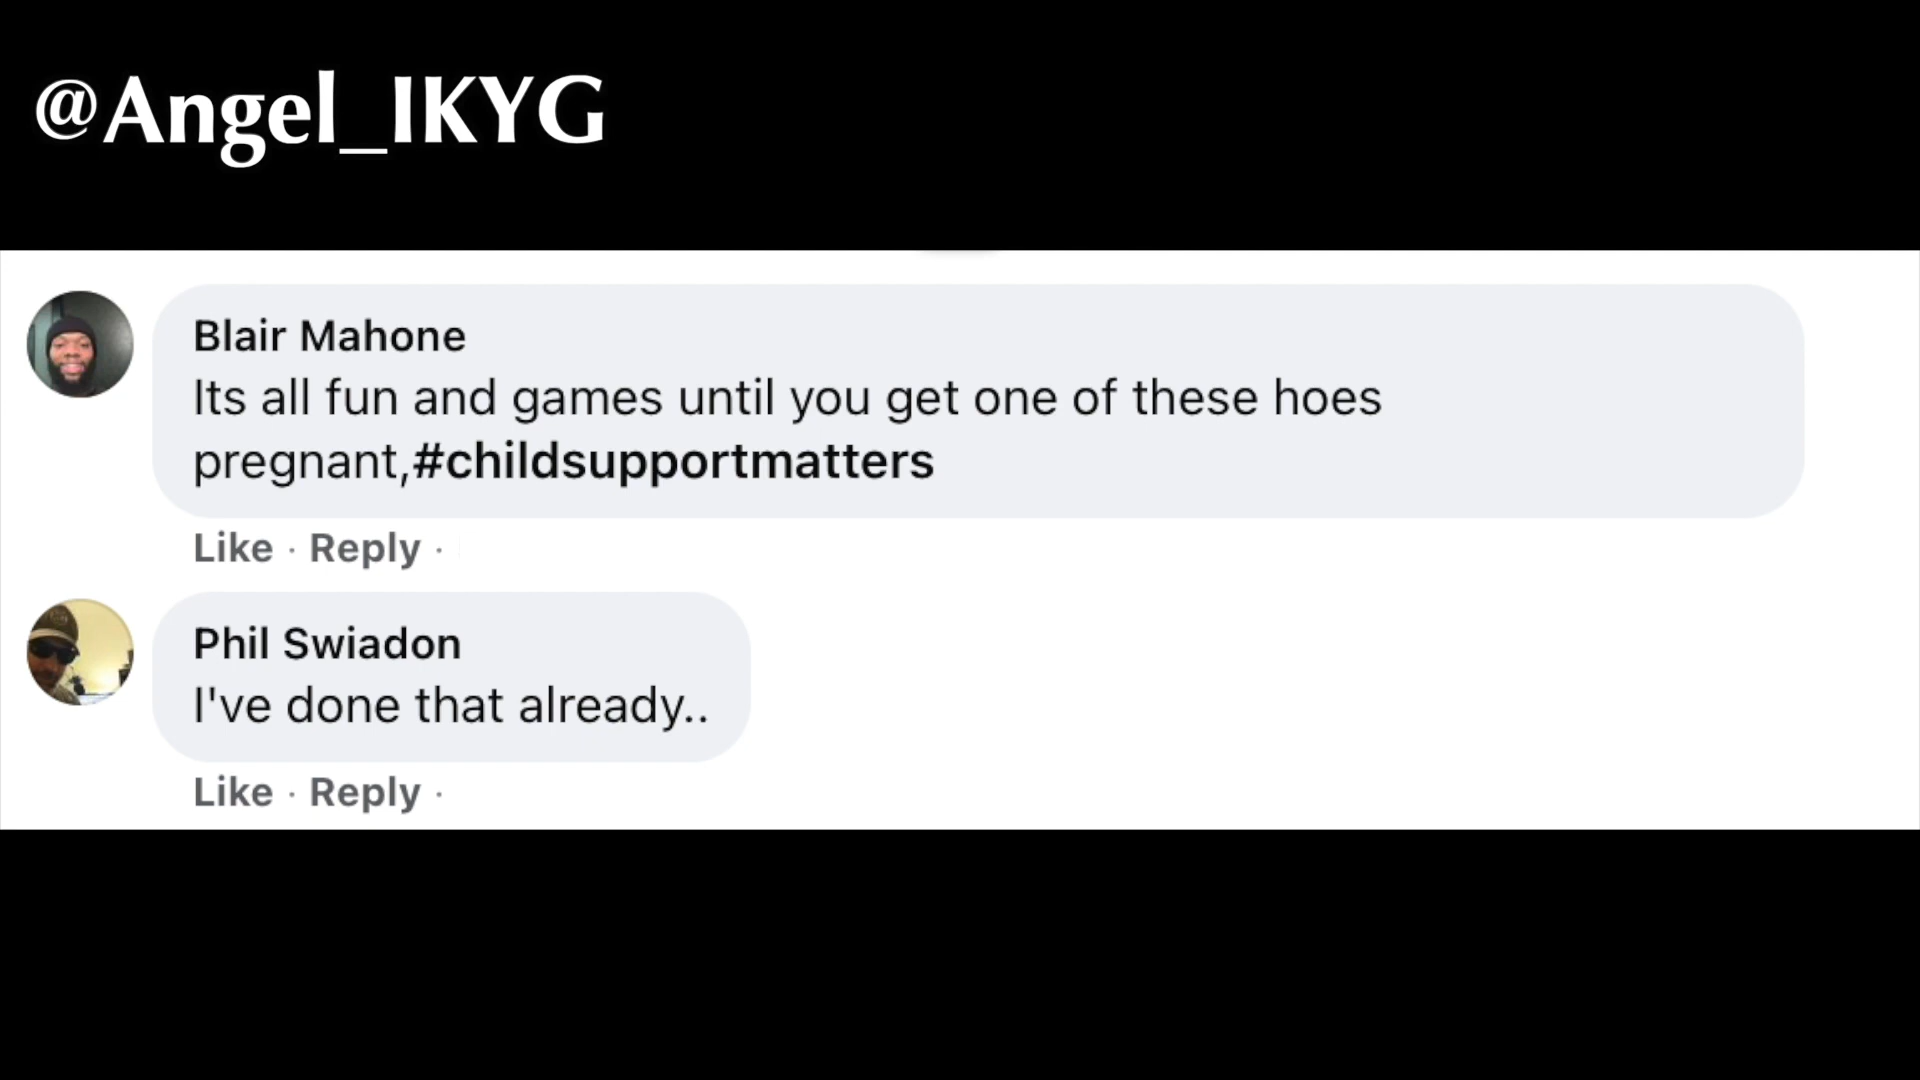 @Angel_IKYG
Blair Mahone
Its all fun and games until you get one of these hoes
pregnant,#childsupportmatters
Like · Reply ·
Phil Swiadon
I've done that already..
Like · Reply ·